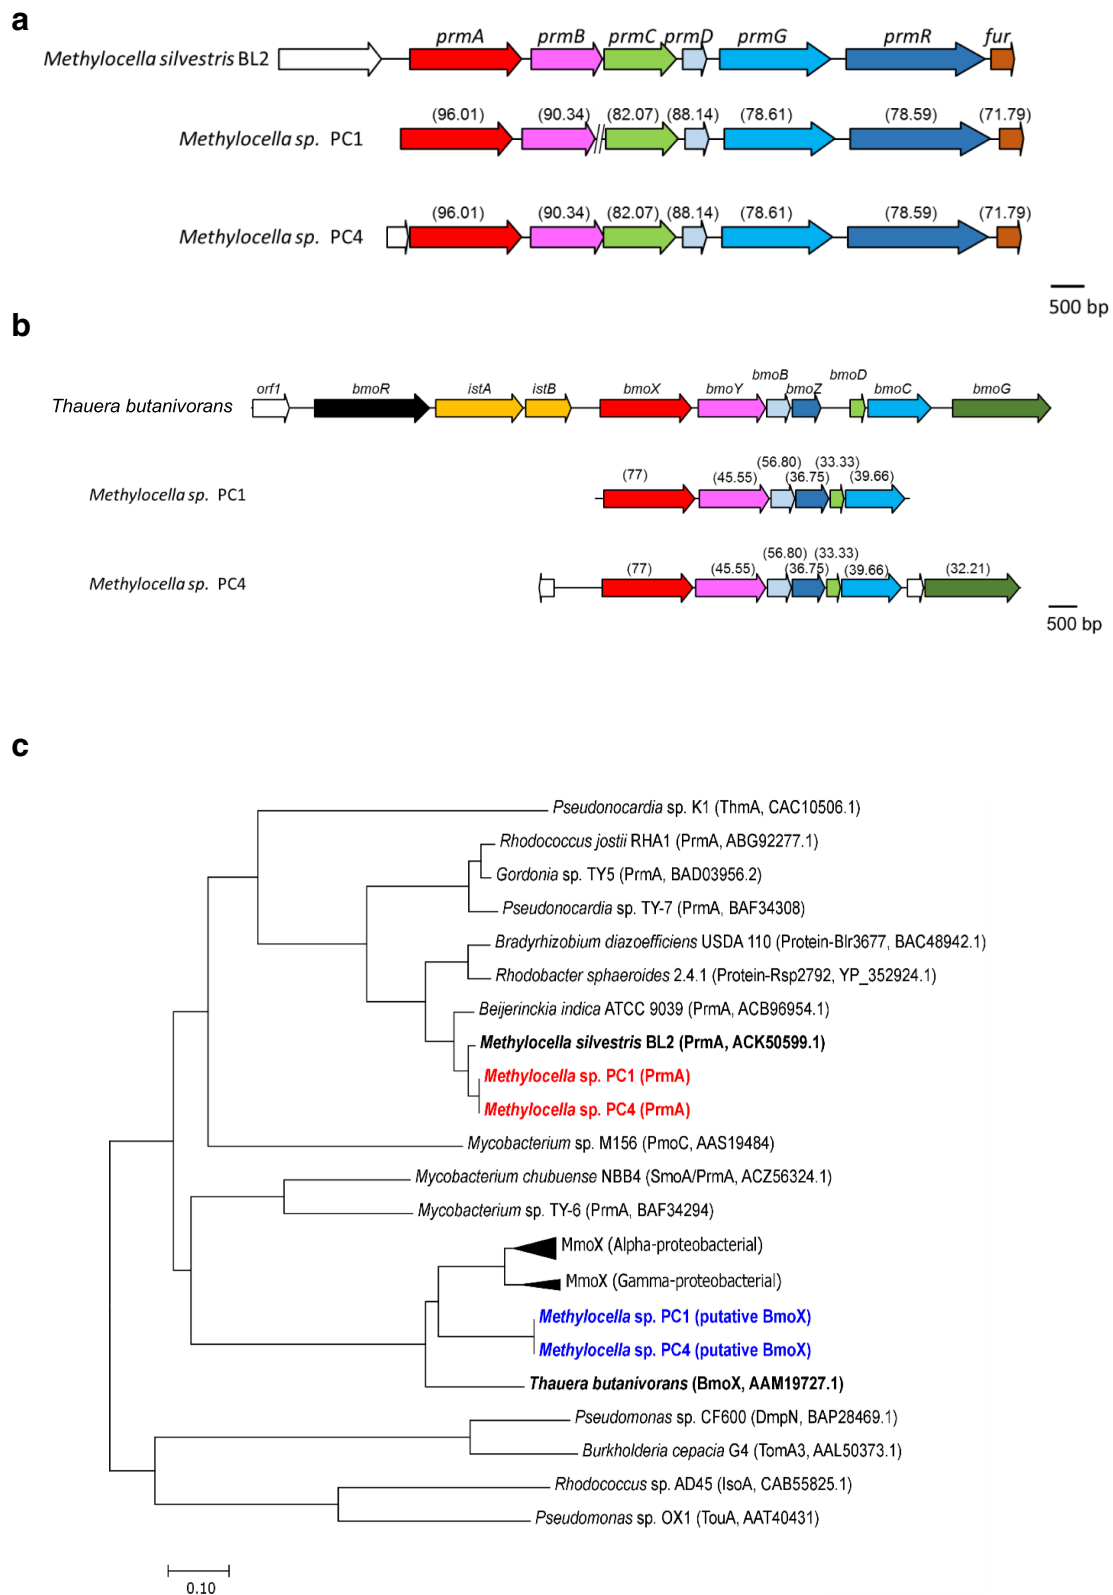 a
prmA prmB prmC prmD prmG prmR fur
Methylocella silvestris BL2
(96.01) (90.34) (82.07) (88.14) (78.61) (78.59) (71.79)
Methylocella sp. PC1
(96.01) (90.34) (82.07) (88.14) (78.61) (78.59) (71.79)
Methylocella sp. PC4
500 bp
b
orf1 bmoR istA istB bmoX bmoY bmoB bmoZ bmoD bmoC bmoG
Thauera butanivorans
(77) (45.55) (56.80) (36.75) (33.33) (39.66)
Methylocella sp. PC1
(77) (45.55) (56.80) (36.75) (33.33) (39.66) (32.21)
Methylocella sp. PC4
500 bp
c
Pseudonocardia sp. K1 (ThmA, CAC10506.1)
Rhodococcus jostii RHA1 (PrmA, ABG92277.1)
Gordonia sp. TY5 (PrmA, BAD03956.2)
Pseudonocardia sp. TY-7 (PrmA, BAF34308)
Bradyrhizobium diazoefficiens USDA 110 (Protein-Blr3677, BAC48942.1)
Rhodobacter sphaeroides 2.4.1 (Protein-Rsp2792, YP_352924.1)
Beijerinckia indica ATCC 9039 (PrmA, ACB96954.1)
Methylocella silvestris BL2 (PrmA, ACK50599.1)
Methylocella sp. PC1 (PrmA)
Methylocella sp. PC4 (PrmA)
Mycobacterium sp. M156 (PmoC, AAS19484)
Mycobacterium chubuense NBB4 (SmoA/PrmA, ACZ56324.1)
Mycobacterium sp. TY-6 (PrmA, BAF34294)
MmoX (Alpha-proteobacterial)
MmoX (Gamma-proteobacterial)
Methylocella sp. PC1 (putative BmoX)
Methylocella sp. PC4 (putative BmoX)
Thauera butanivorans (BmoX, AAM19727.1)
Pseudomonas sp. CF600 (DmpN, BAP28469.1)
Burkholderia cepacia G4 (TomA3, AAL50373.1)
Rhodococcus sp. AD45 (IsoA, CAB55825.1)
Pseudomonas sp. OX1 (TouA, AAT40431)
0.10